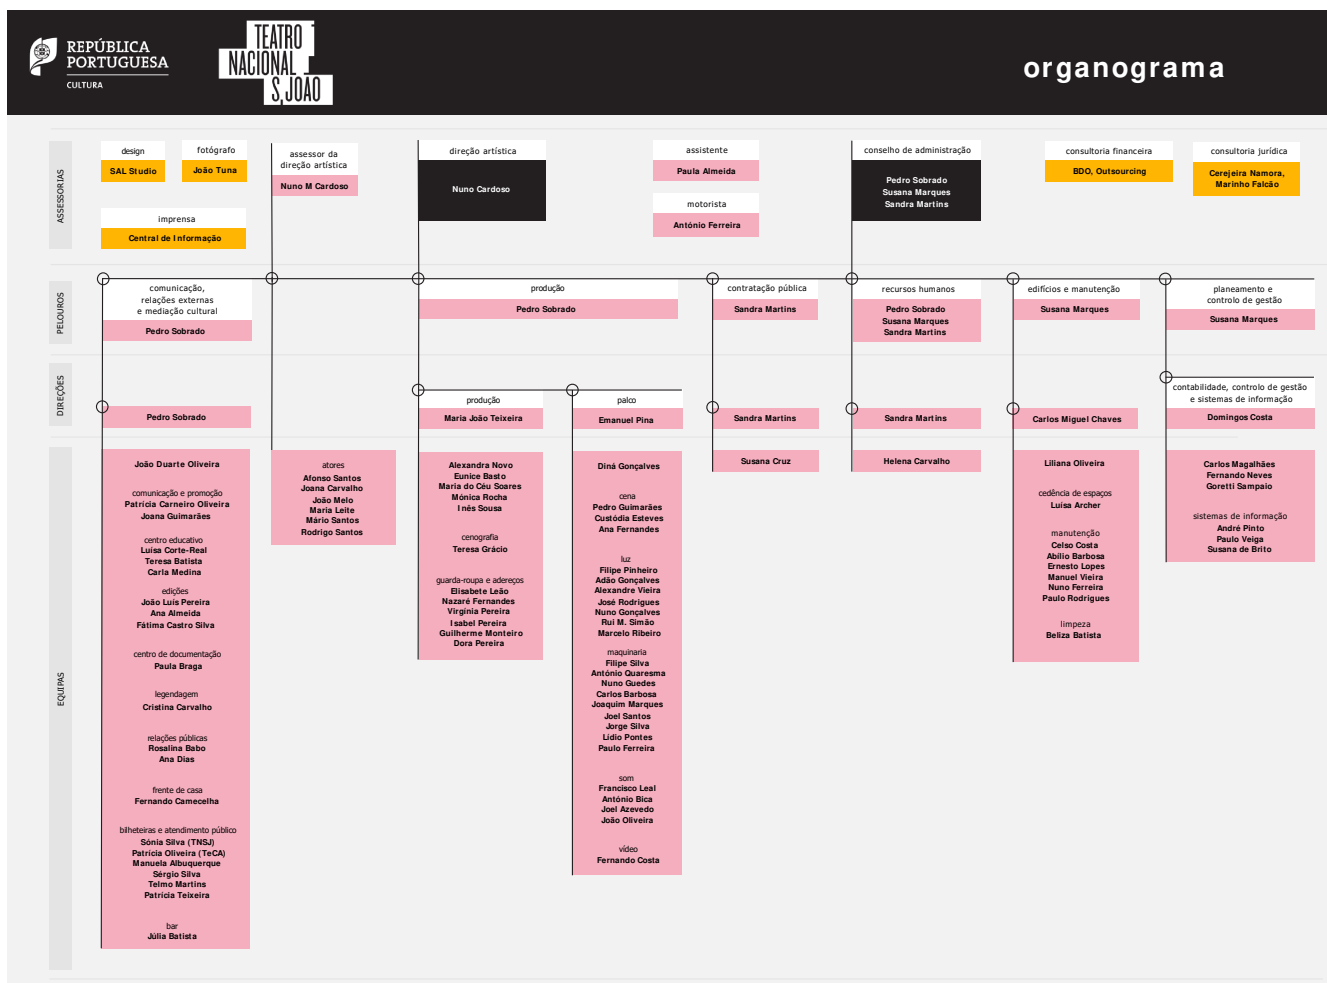 REPÚBLICA
PORTUGUESA
CULTURA
TEATRO
NACIONAL
S,JOÃO
organograma
ASSESSORIAS
design
SAL Studio
fotógrafo
João Tuna
imprensa
Central de Informação
assessor da
direção artística
Nuno M Cardoso
direção artística
Nuno Cardoso
assistente
Paula Almeida
motorista
António Ferreira
conselho de administração
Pedro Sobrado
Susana Marques
Sandra Martins
consultoria financeira
BDO, Outsourcing
consultoria jurídica
Cerejeira Namora,
Marinho Falcão
PELOUROS
comunicação,
relações externas
e mediação cultural
Pedro Sobrado
produção
Pedro Sobrado
contratação pública
Sandra Martins
recursos humanos
Pedro Sobrado
Susana Marques
Sandra Martins
edifícios e manutenção
Susana Marques
planeamento e
controlo de gestão
Susana Marques
DIREÇÕES
Pedro Sobrado
produção
Maria João Teixeira
palco
Emanuel Pina
Sandra Martins
Sandra Martins
Carlos Miguel Chaves
contabilidade, controlo de gestão
e sistemas de informação
Domingos Costa
EQUIPAS
João Duarte Oliveira
comunicação e promoção
Patrícia Carneiro Oliveira
Joana Guimarães
centro educativo
Luísa Corte-Real
Teresa Batista
Carla Medina
edições
João Luís Pereira
Ana Almeida
Fátima Castro Silva
centro de documentação
Paula Braga
legendagem
Cristina Carvalho
relações públicas
Rosalina Babo
Ana Dias
frente de casa
Fernando Camecelha
bilheteiras e atendimento público
Sónia Silva (TNSJ)
Patrícia Oliveira (TeCA)
Manuela Albuquerque
Sérgio Silva
Telmo Martins
Patrícia Teixeira
bar
Júlia Batista
atores
Afonso Santos
Joana Carvalho
João Melo
Maria Leite
Mário Santos
Rodrigo Santos
Alexandra Novo
Eunice Basto
Maria do Céu Soares
Mónica Rocha
Inês Sousa
cenografia
Teresa Grácio
guarda-roupa e adereços
Elisabete Leão
Nazaré Fernandes
Virgínia Pereira
Isabel Pereira
Guilherme Monteiro
Dora Pereira
Diná Gonçalves
cena
Pedro Guimarães
Custódia Esteves
Ana Fernandes
luz
Filipe Pinheiro
Adão Gonçalves
Alexandre Vieira
José Rodrigues
Nuno Gonçalves
Rui M. Simão
Marcelo Ribeiro
maquinaria
Filipe Silva
António Quaresma
Nuno Guedes
Carlos Barbosa
Joaquim Marques
Joel Santos
Jorge Silva
Lídio Pontes
Paulo Ferreira
som
Francisco Leal
António Bica
Joel Azevedo
João Oliveira
vídeo
Fernando Costa
Susana Cruz
Helena Carvalho
Liliana Oliveira
cedência de espaços
Luísa Archer
manutenção
Celso Costa
Abílio Barbosa
Ernesto Lopes
Manuel Vieira
Nuno Ferreira
Paulo Rodrigues
limpeza
Beliza Batista
Carlos Magalhães
Fernando Neves
Goretti Sampaio
sistemas de informação
André Pinto
Paulo Veiga
Susana de Brito